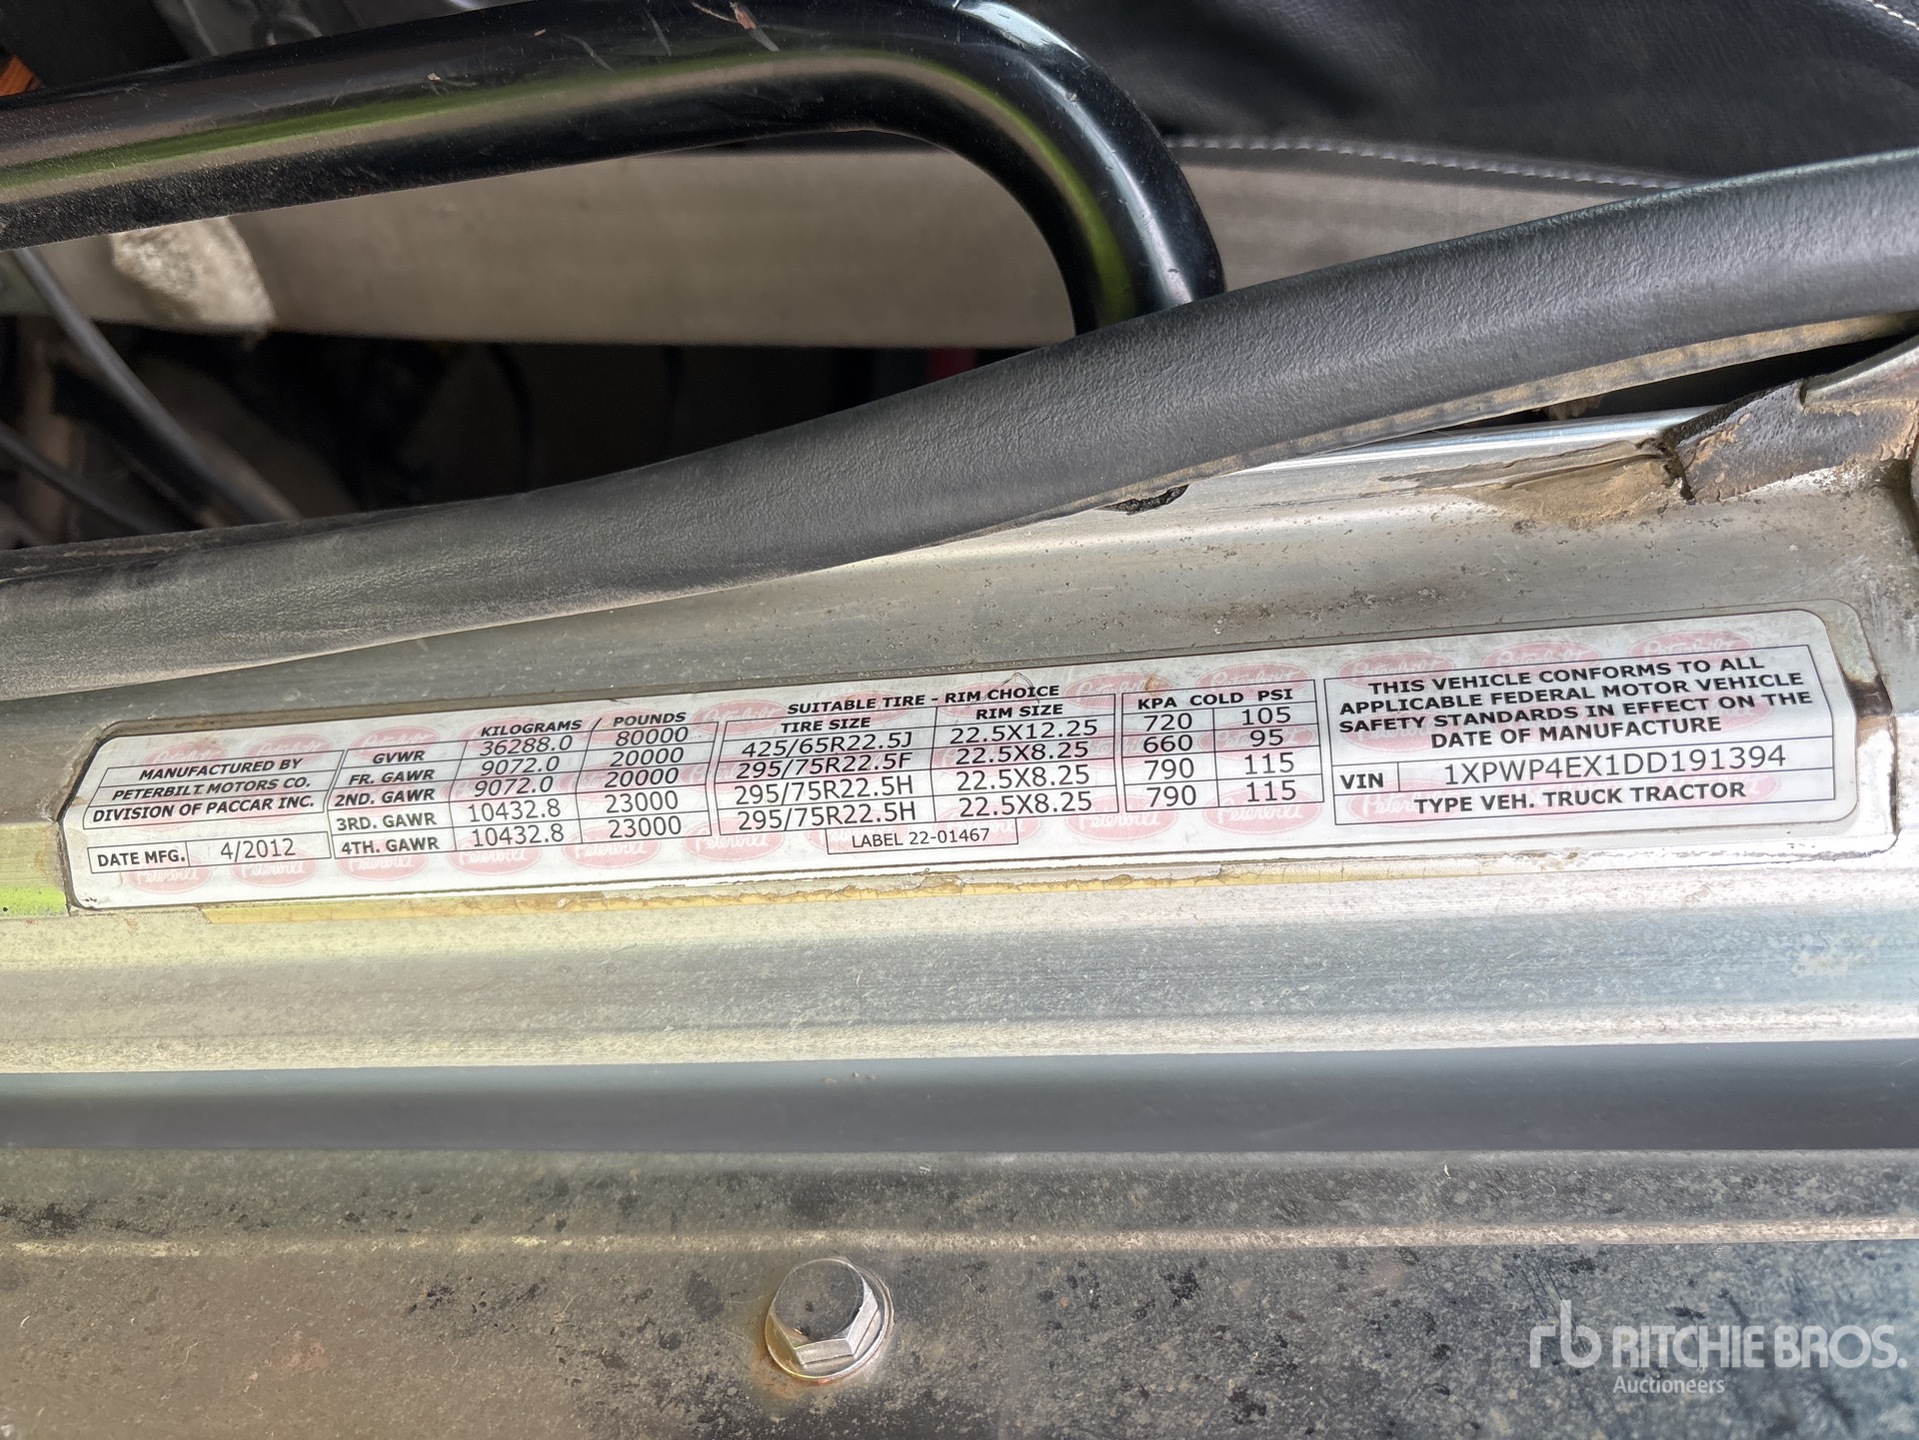 MANUFACTURED BY
PETERBILT MOTORS CO.
DIVISION OF PACCAR INC.
DATE MFG. 4/2012
KILOGRAMS / POUNDS
GVWR 36288.0 80000
FR. GAWR 9072.0 20000
2ND. GAWR 9072.0 20000
3RD. GAWR 10432.8 23000
4TH. GAWR 10432.8 23000
SUITABLE TIRE - RIM CHOICE
TIRE SIZE RIM SIZE
425/65R22.5J 22.5X12.25
295/75R22.5F 22.5X8.25
295/75R22.5H 22.5X8.25
295/75R22.5H 22.5X8.25
LABEL 22-01467
KPA COLD PSI
720 105
660 95
790 115
790 115
THIS VEHICLE CONFORMS TO ALL
APPLICABLE FEDERAL MOTOR VEHICLE
SAFETY STANDARDS IN EFFECT ON THE
DATE OF MANUFACTURE
VIN 1XPWP4EX1DD191394
TYPE VEH. TRUCK TRACTOR
rb RITCHIE BROS.
Auctioneers